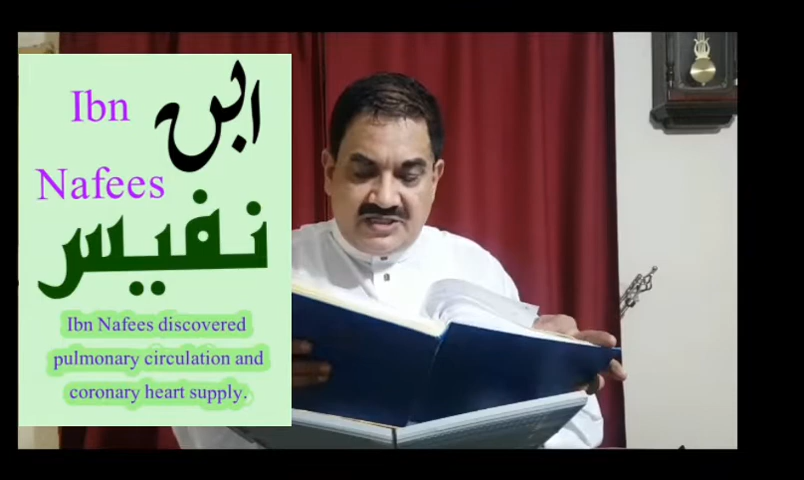 Ibn
ابن
Nafees
نفیس
Ibn Nafees discovered
pulmonary circulation and
coronary heart supply.